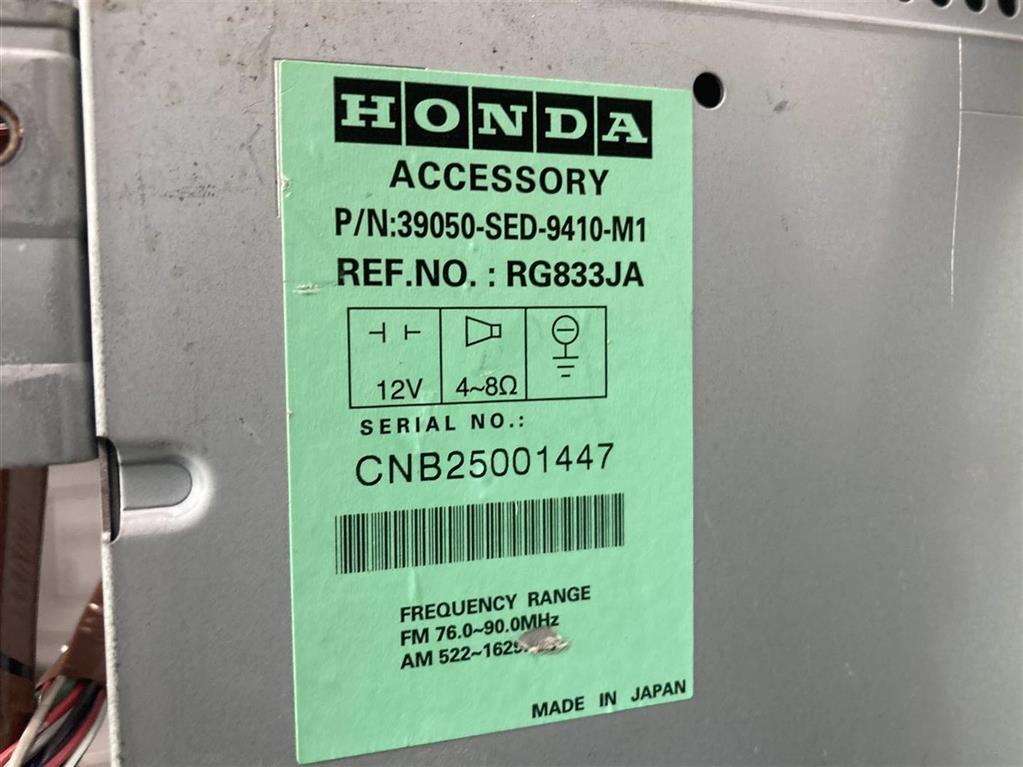 HONDA
ACCESSORY
P/N:39050-SED-9410-M1
REF.NO. : RG833JA
12V 4~8Ω
SERIAL NO.:
CNB25001447
FREQUENCY RANGE
FM 76.0~90.0MHz
AM 522~1629
MADE IN JAPAN